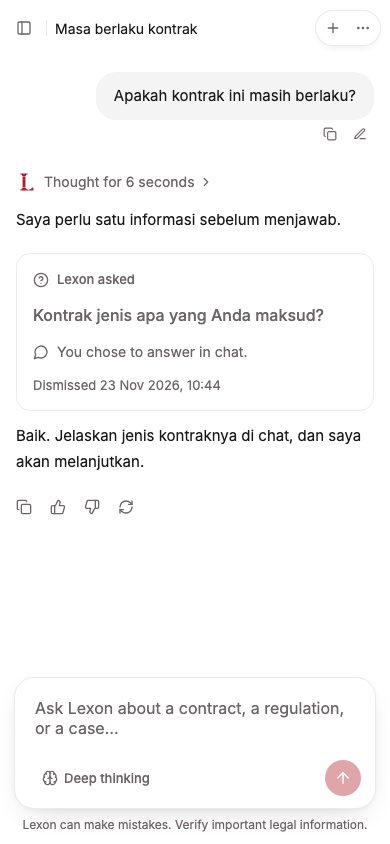 Masa berlaku kontrak
Apakah kontrak ini masih berlaku?
Thought for 6 seconds
Saya perlu satu informasi sebelum menjawab.
Lexon asked
Kontrak jenis apa yang Anda maksud?
You chose to answer in chat.
Dismissed 23 Nov 2026, 10:44
Baik. Jelaskan jenis kontraknya di chat, dan saya
akan melanjutkan.
Ask Lexon about a contract, a regulation,
or a case...
Deep thinking
Lexon can make mistakes. Verify important legal information.